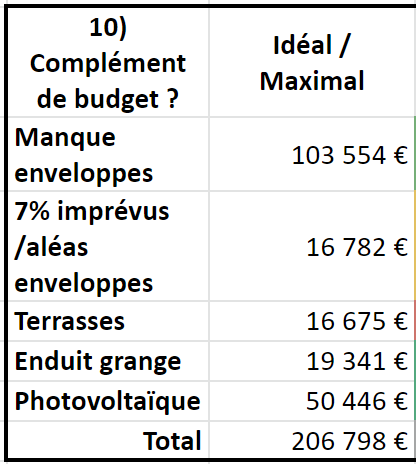 10)
Complément
de budget ?
Idéal /
Maximal
Manque
enveloppes
103 554 €
7% imprévus
/aléas
enveloppes
16 782 €
Terrasses 16 675 €
Enduit grange 19 341 €
Photovoltaïque 50 446 €
Total 206 798 €